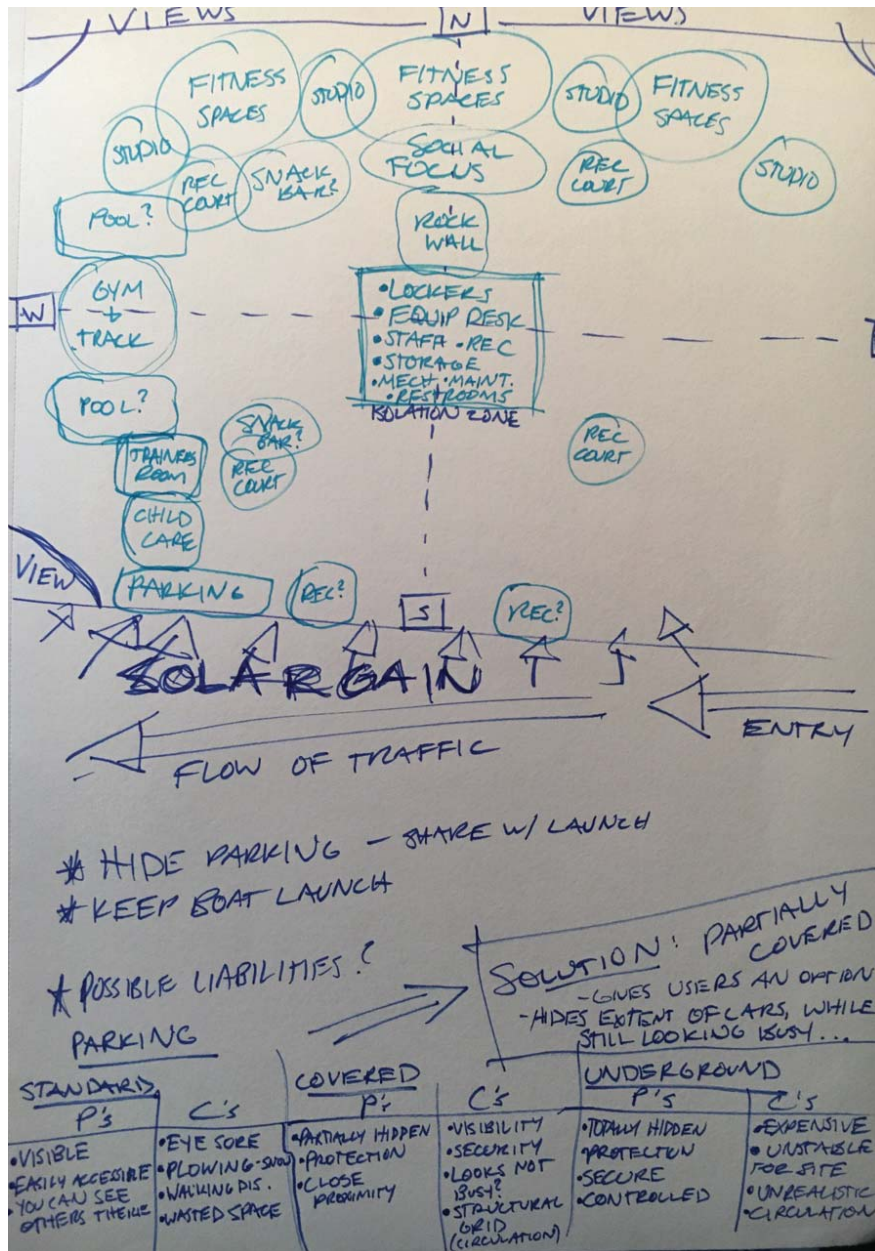 VIEWS
N
VIEWS
FITNESS
SPACES
STUDIO
FITNESS
SPACES
STUDIO
FITNESS
SPACES
STUDIO
REC
COURT
SNACK
BAR?
SOCIAL
FOCUS
REC
COURT
STUDIO
POOL?
ROCK
WALL
W
GYM
+
TRACK
•LOCKERS
•EQUIP DESK
•STAFF •REC
•STORAGE
•MECH •MAINT.
•RESTROOMS
ISOLATION ZONE
POOL?
SNACK
BAR?
REC
COURT
REC
COURT
TRAINERS
ROOM
CHILD
CARE
VIEW
PARKING
REC?
S
REC?
SOLAR GAIN
ENTRY
FLOW OF TRAFFIC
* HIDE PARKING - SHARE W/ LAUNCH
* KEEP BOAT LAUNCH
* POSSIBLE LIABILITIES?
SOLUTION: PARTIALLY
COVERED
-GIVES USERS AN OPTION
-HIDES EXTENT OF CARS, WHILE
STILL LOOKING BUSY...
PARKING
STANDARD
P's
•VISIBLE
•EASILY ACCESSIBLE
•YOU CAN SEE
OTHERS THERE
C's
•EYE SORE
•PLOWING-SNOW
•WALKING DIS.
•WASTED SPACE
COVERED
P's
•PARTIALLY HIDDEN
•PROTECTION
•CLOSE
PROXIMITY
C's
•VISIBILITY
•SECURITY
•LOOKS NOT
BUSY?
•STRUCTURAL
GRID
(CIRCULATION)
UNDERGROUND
P's
•TOTALLY HIDDEN
•PROTECTION
•SECURE
•CONTROLLED
C's
•EXPENSIVE
•UNSTABLE
FOR SITE
•UNREALISTIC
•CIRCULATION